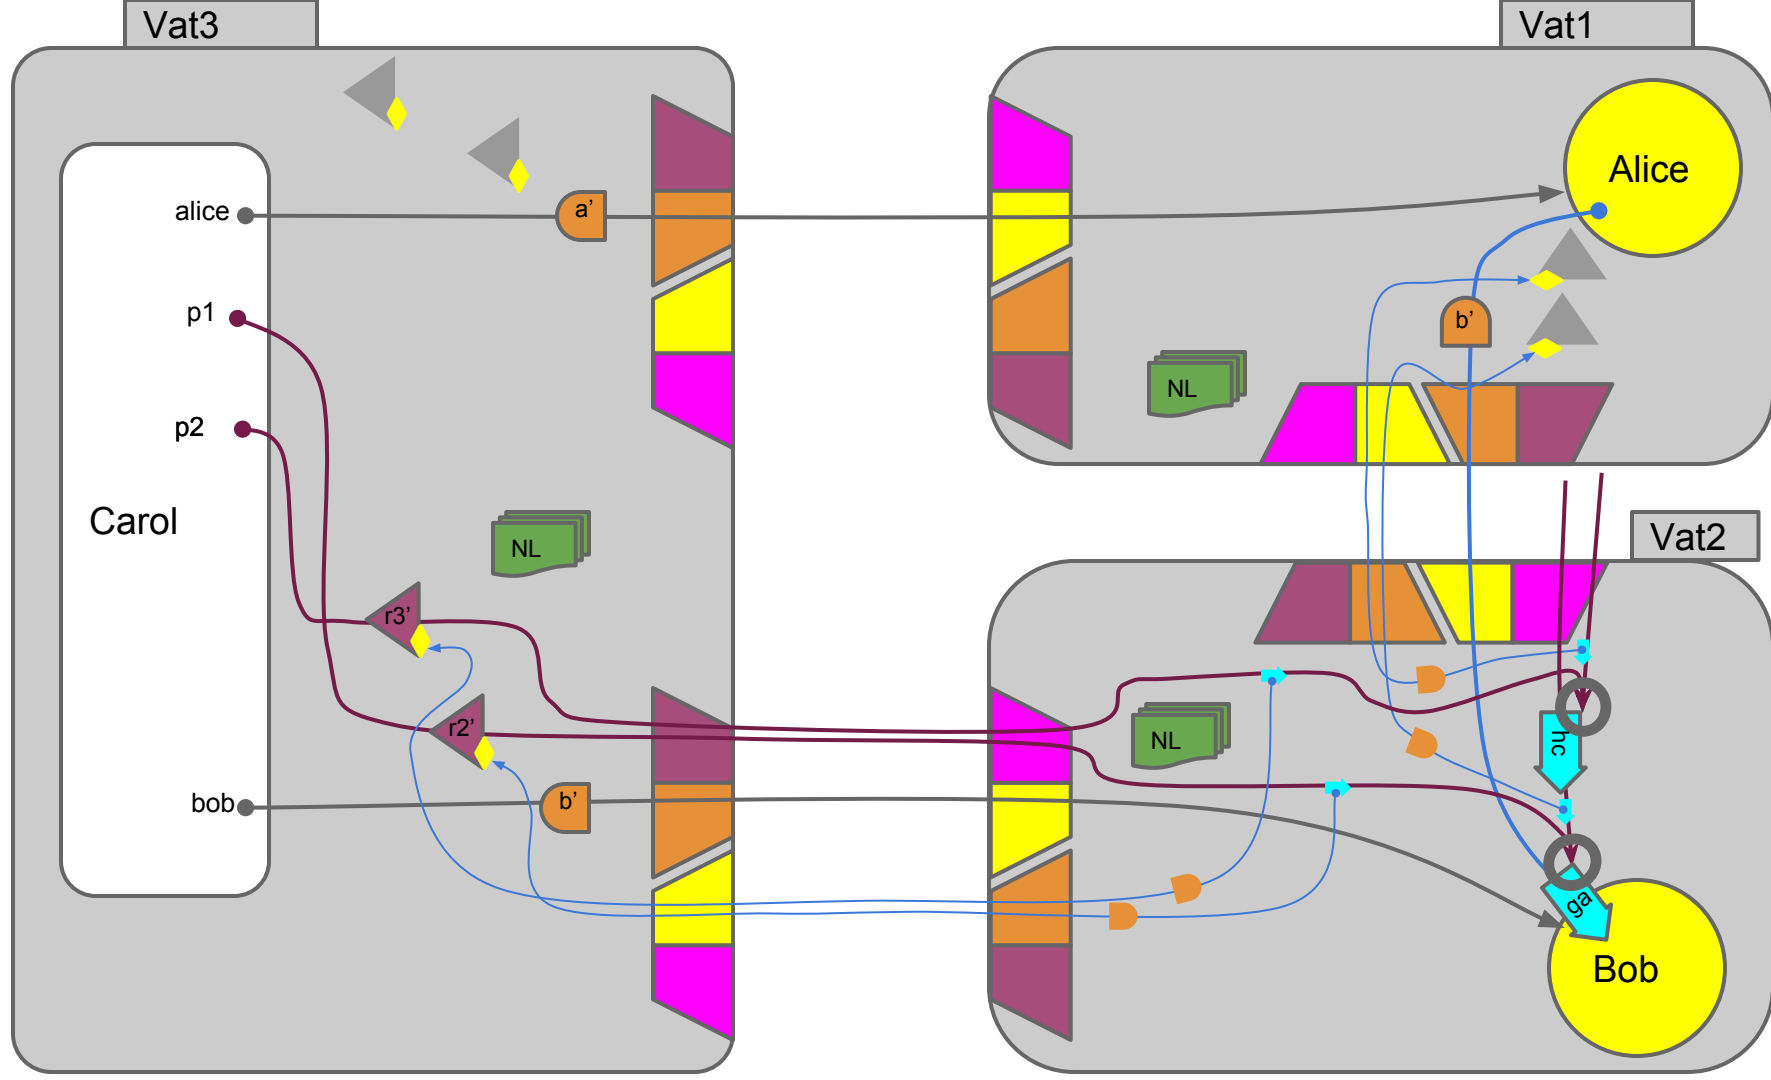 Vat3
Vat1
Alice
alice
a’
p1
b’
NL
p2
Carol
NL
Vat2
r3’
r2’
NL
hc
bob
b’
ga
Bob